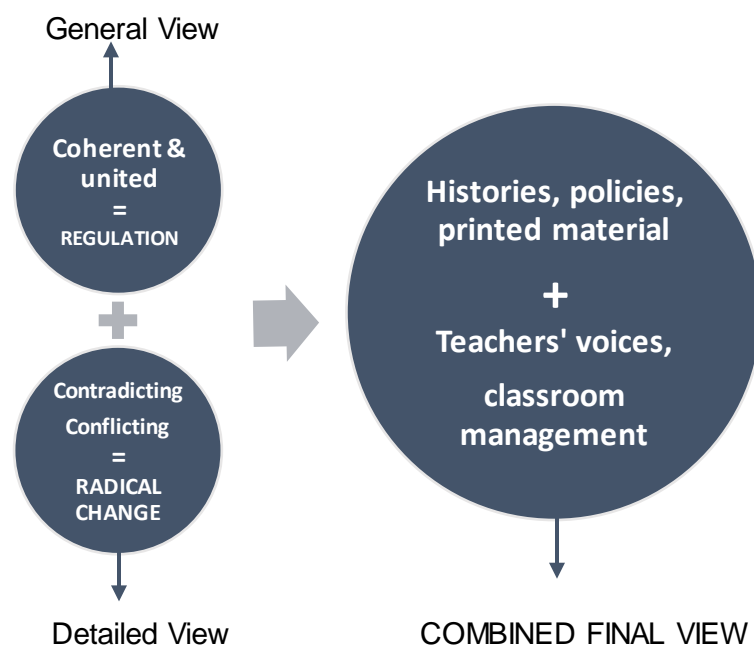 General View
Coherent &
united
=
REGULATION
+
Contradicting
Conflicting
=
RADICAL
CHANGE
Detailed View
Histories, policies,
printed material
+
Teachers' voices,
classroom
management
COMBINED FINAL VIEW